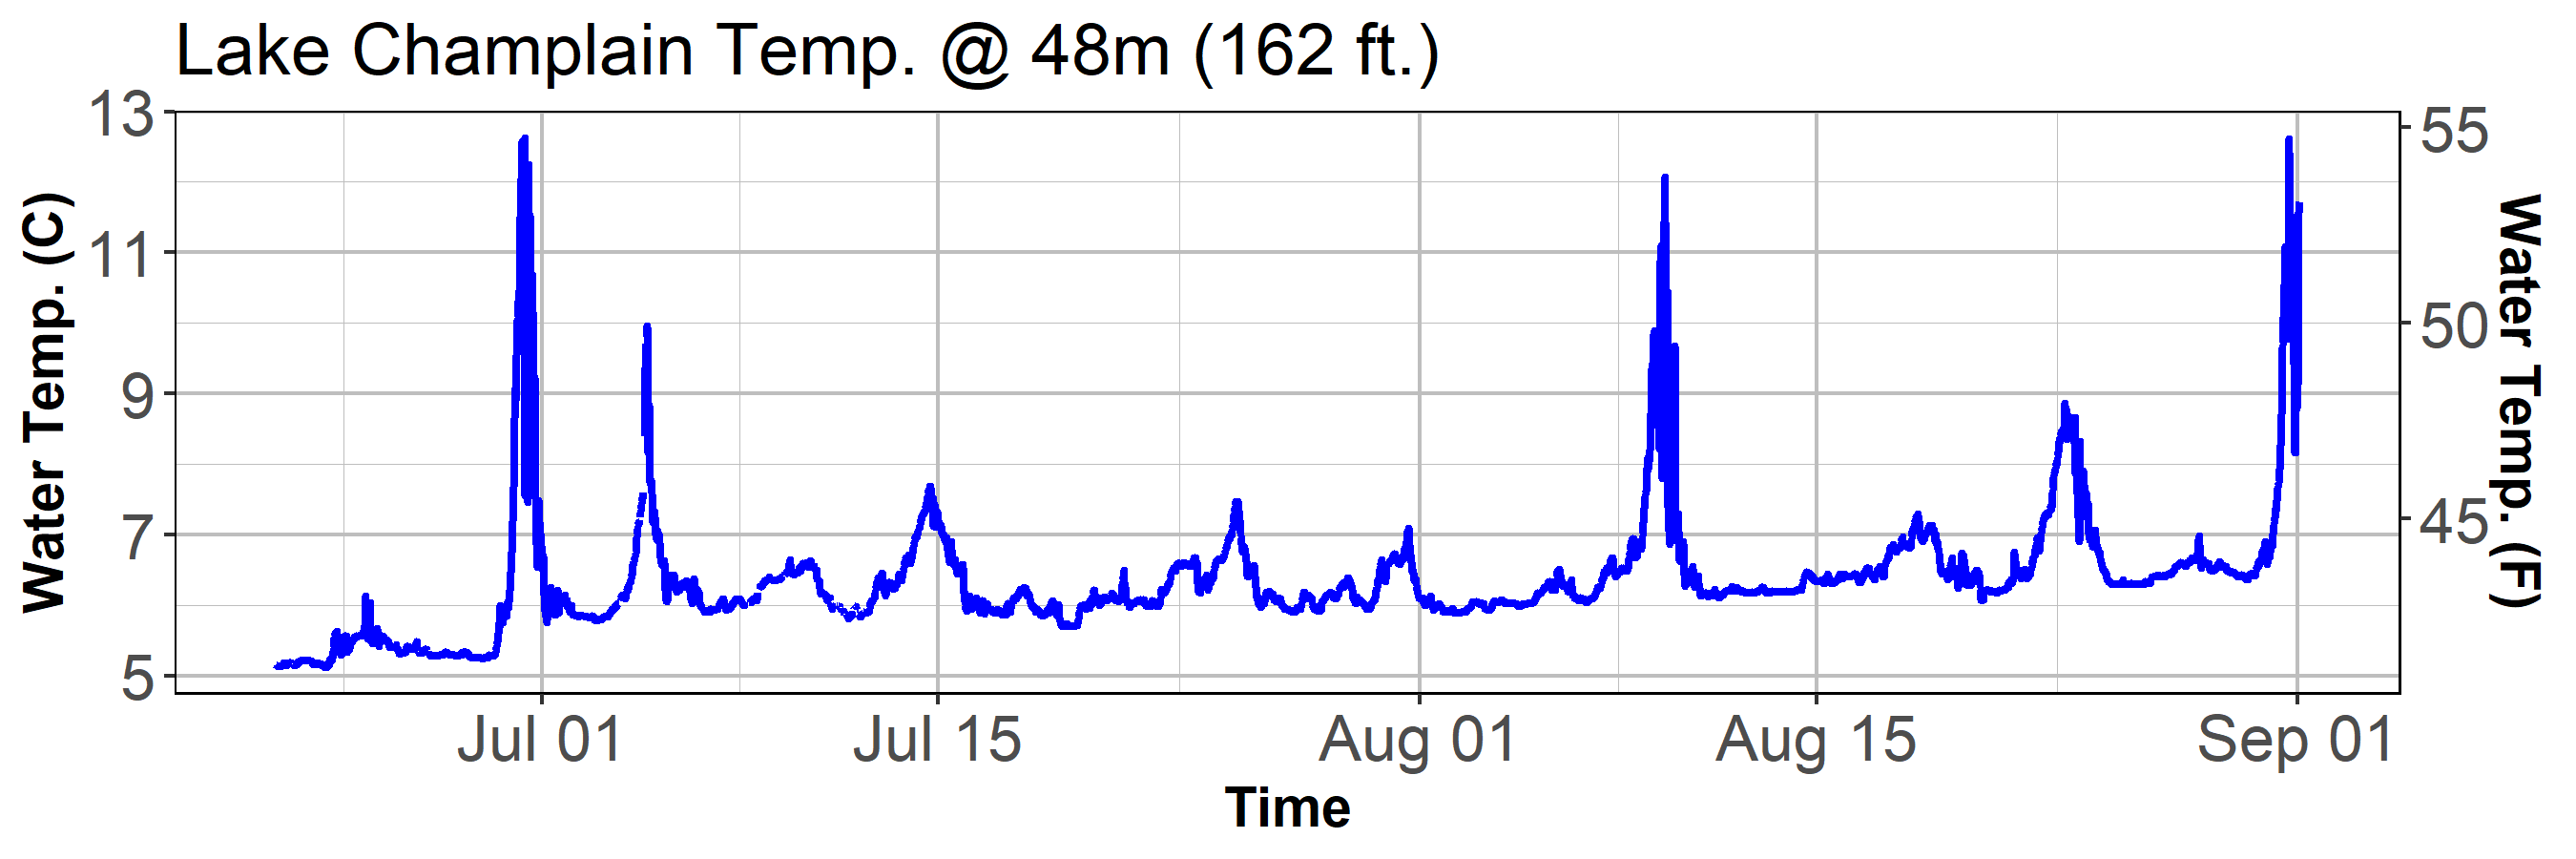 Lake Champlain Temp. @ 48m (162 ft.)
13
11
9
7
5
Water Temp. (C)
55
50
45
Water Temp. (F)
Jul 01 Jul 15 Aug 01 Aug 15 Sep 01
Time